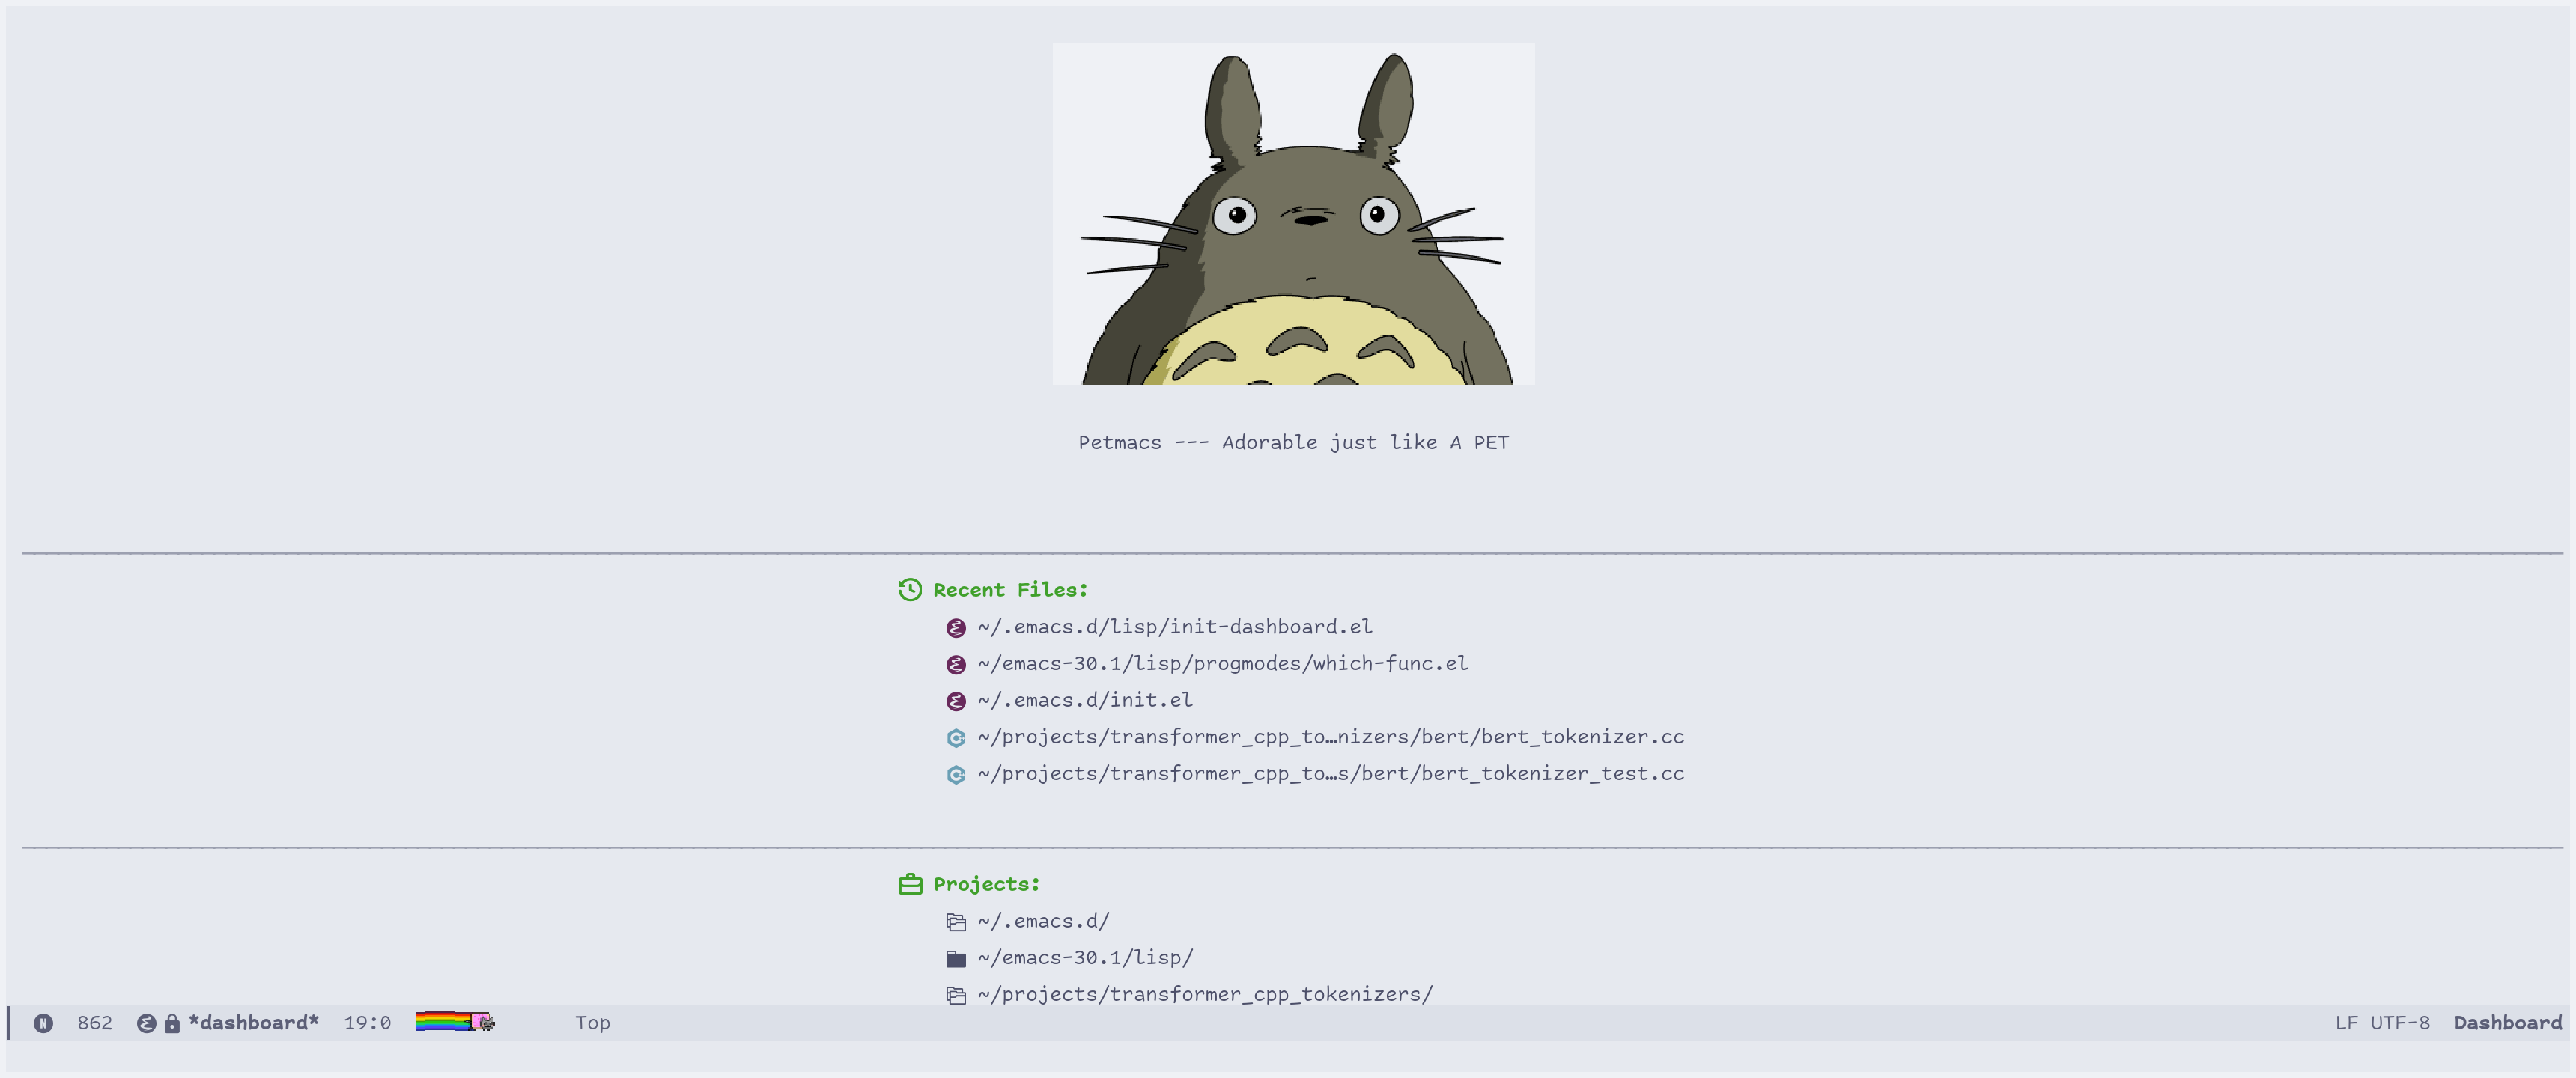 Petmacs --- Adorable just like A PET
Recent Files:
~/.emacs.d/lisp/init-dashboard.el
~/emacs-30.1/lisp/progmodes/which-func.el
~/.emacs.d/init.el
~/projects/transformer_cpp_to…nizers/bert/bert_tokenizer.cc
~/projects/transformer_cpp_to…s/bert/bert_tokenizer_test.cc
Projects:
~/.emacs.d/
~/emacs-30.1/lisp/
~/projects/transformer_cpp_tokenizers/
N 862 *dashboard* 19:0 Top LF UTF-8 Dashboard